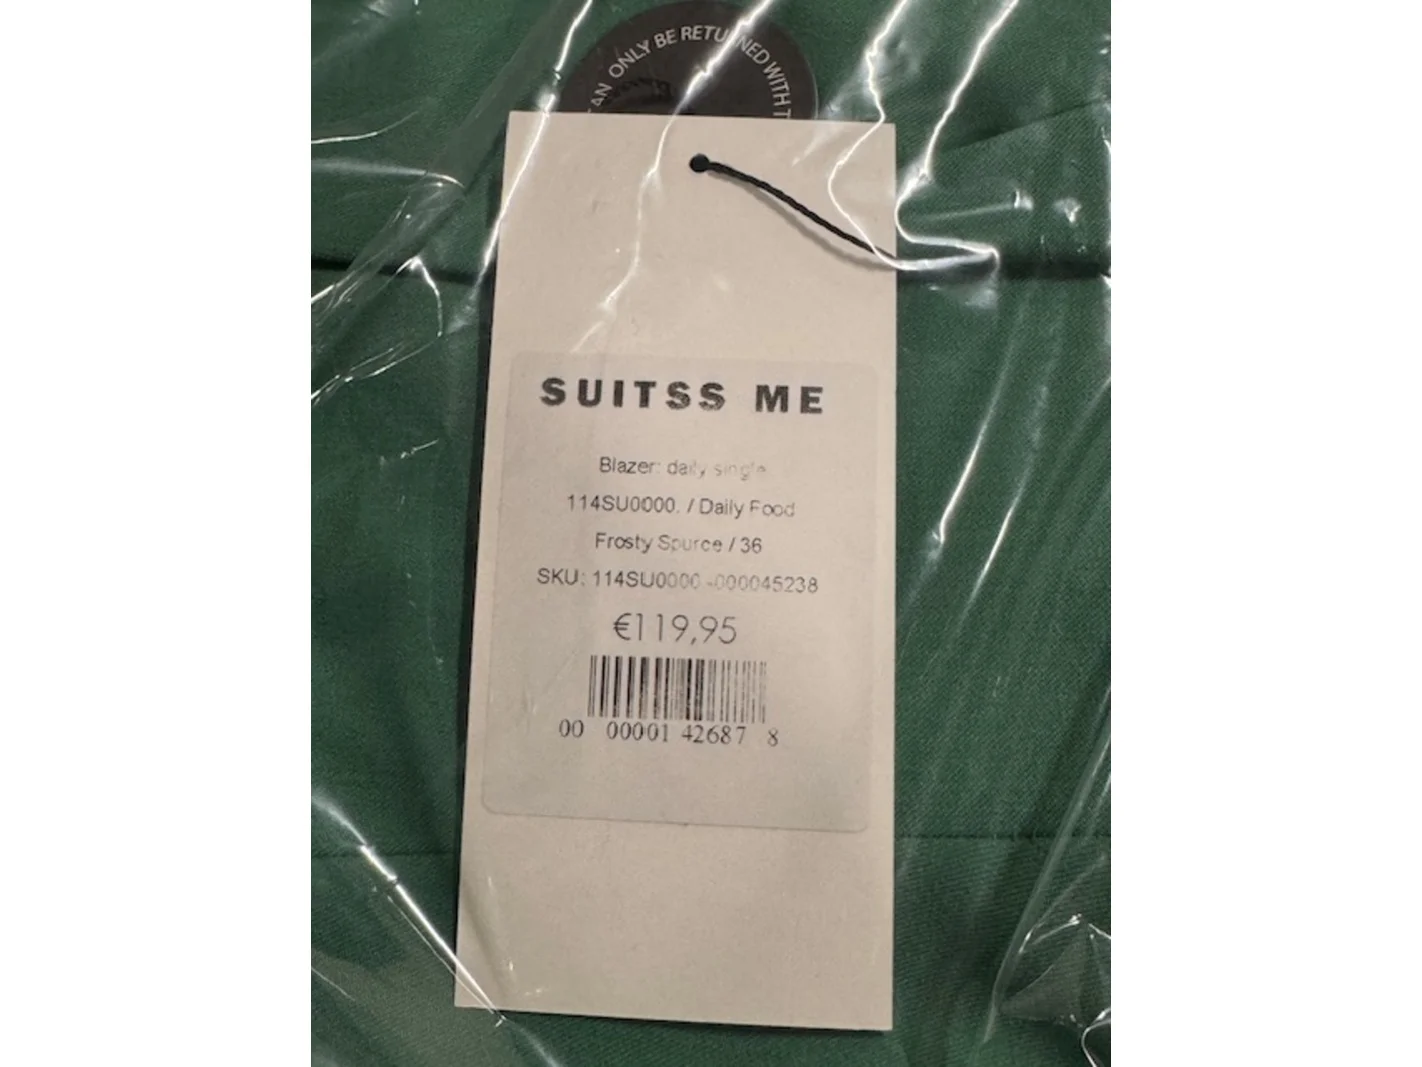 AN ONLY BE RETURNED WITH T
SUITSS ME
Blazer: daily single
114SU0000. / Daily Food
Frosty Spurce / 36
SKU: 114SU0000.-000045238
€119,95
00 00001 42687 8